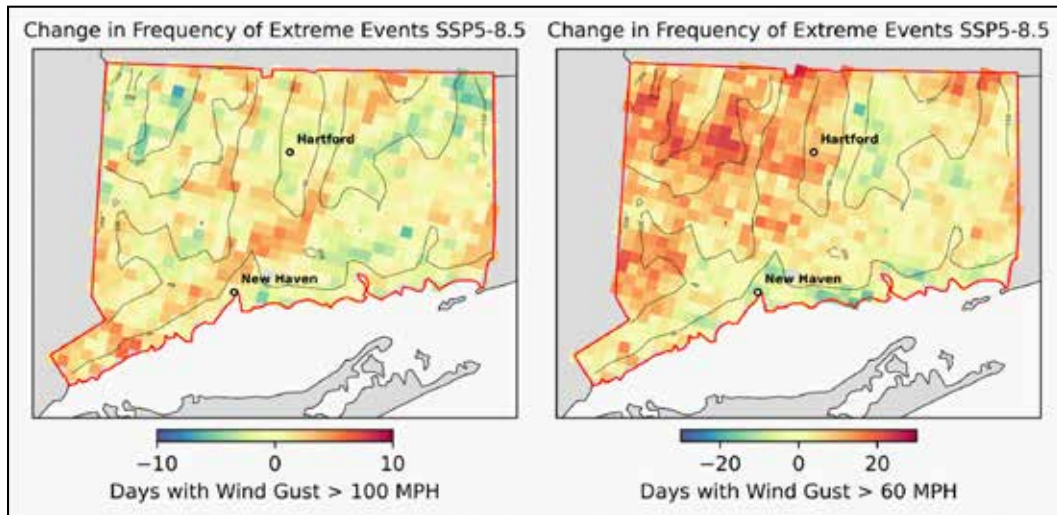 Change in Frequency of Extreme Events SSP5-8.5
Hartford
New Haven
−10 0 10
Days with Wind Gust > 100 MPH
Change in Frequency of Extreme Events SSP5-8.5
Hartford
New Haven
−20 0 20
Days with Wind Gust > 60 MPH